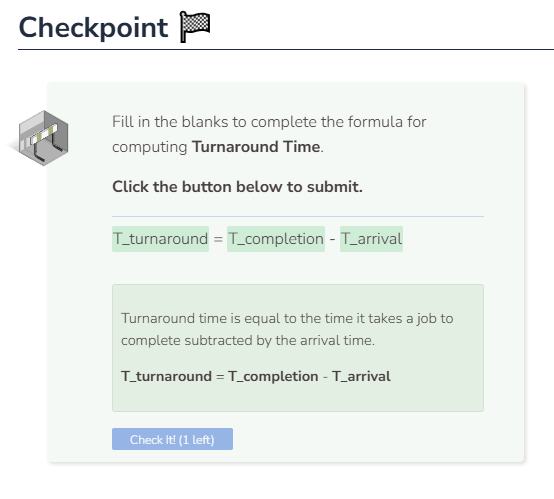 Checkpoint
Fill in the blanks to complete the formula for
computing Turnaround Time.
Click the button below to submit.
T_turnaround = T_completion - T_arrival
Turnaround time is equal to the time it takes a job to
complete subtracted by the arrival time.
T_turnaround = T_completion - T_arrival
Check It! (1 left)